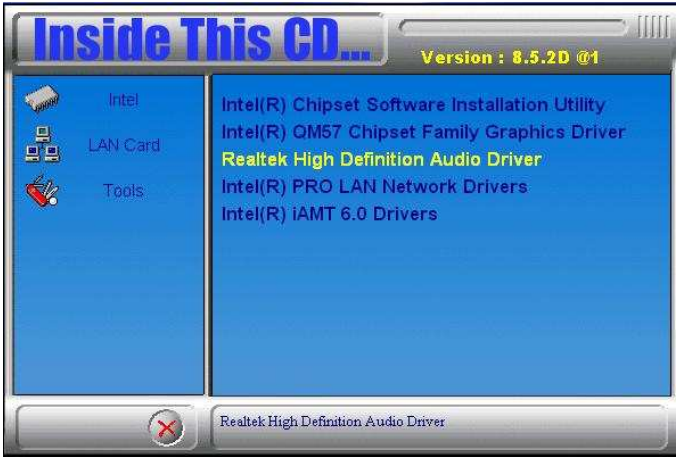 Inside This CD...
Version : 8.5.2D @1
Intel
LAN Card
Tools
Intel(R) Chipset Software Installation Utility
Intel(R) QM57 Chipset Family Graphics Driver
Realtek High Definition Audio Driver
Intel(R) PRO LAN Network Drivers
Intel(R) iAMT 6.0 Drivers
Realtek High Definition Audio Driver